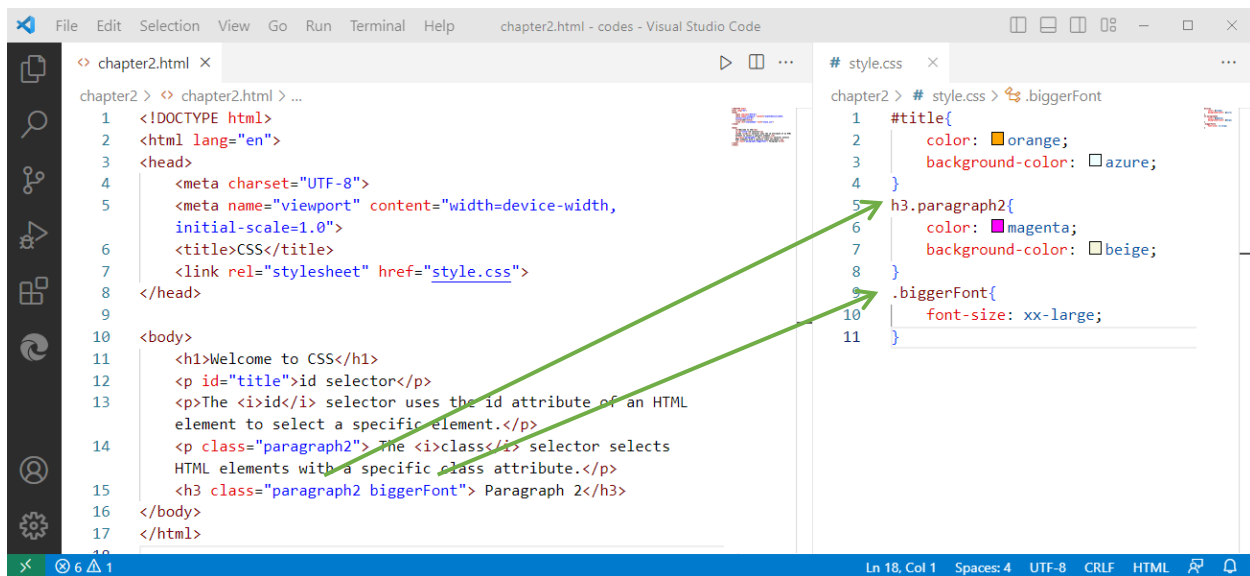 File Edit Selection View Go Run Terminal Help chapter2.html - codes - Visual Studio Code
chapter2.html
chapter2 > chapter2.html > ...
1 <!DOCTYPE html>
2 <html lang="en">
3 <head>
4 <meta charset="UTF-8">
5 <meta name="viewport" content="width=device-width,
initial-scale=1.0">
6 <title>CSS</title>
7 <link rel="stylesheet" href="style.css">
8 </head>
9
10 <body>
11 <h1>Welcome to CSS</h1>
12 <p id="title">id selector</p>
13 <p>The <i>id</i> selector uses the id attribute of an HTML
element to select a specific element.</p>
14 <p class="paragraph2"> The <i>class</i> selector selects
HTML elements with a specific class attribute.</p>
15 <h3 class="paragraph2 biggerFont"> Paragraph 2</h3>
16 </body>
17 </html>
18
# style.css
chapter2 > # style.css > .biggerFont
1 #title{
2 color: orange;
3 background-color: azure;
4 }
5 h3.paragraph2{
6 color: magenta;
7 background-color: beige;
8 }
9 .biggerFont{
10 font-size: xx-large;
11 }
6 1 Ln 18, Col 1 Spaces: 4 UTF-8 CRLF HTML